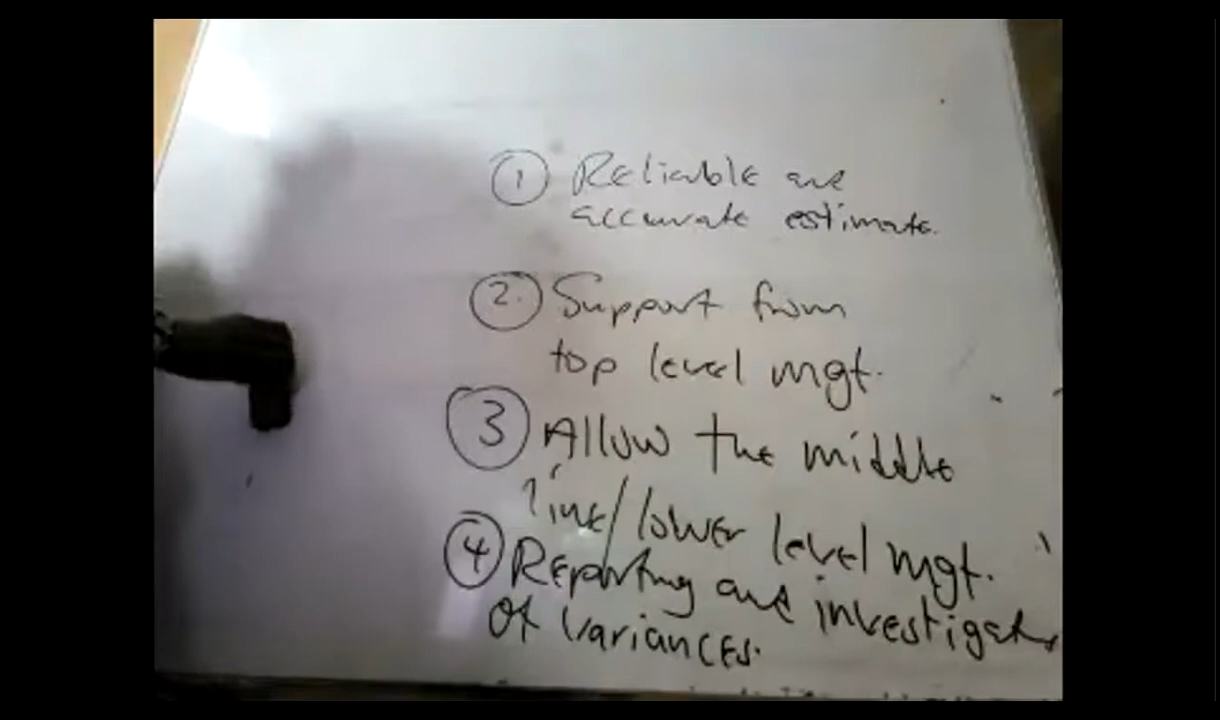 ① Reliable and
accurate estimate.
② Support from
top level mgt.
③ Allow the middle
line/lower level mgt.
④ Reporting and investigat
of variances.